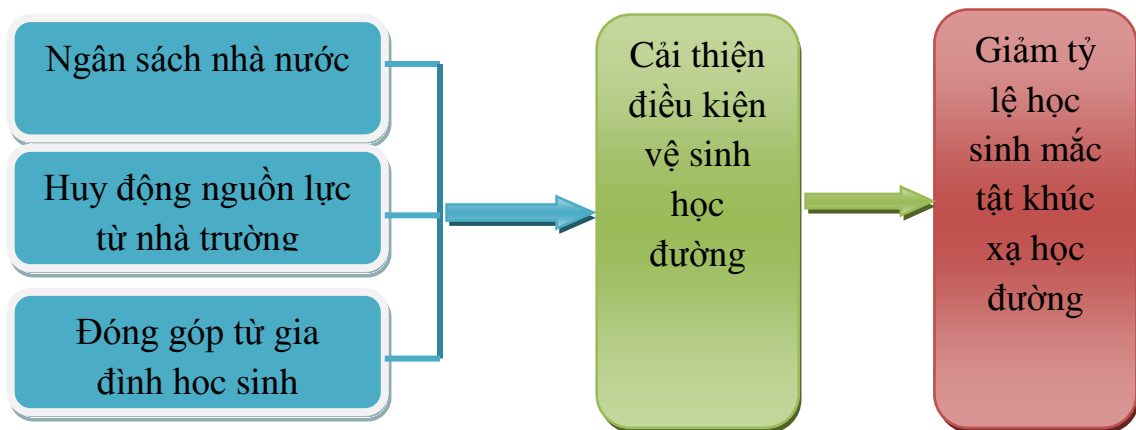 Ngân sách nhà nước
Huy động nguồn lực
từ nhà trường
Đóng góp từ gia
đình học sinh
Cải thiện
điều kiện
vệ sinh
học
đường
Giảm tỷ
lệ học
sinh mắc
tật khúc
xạ học
đường